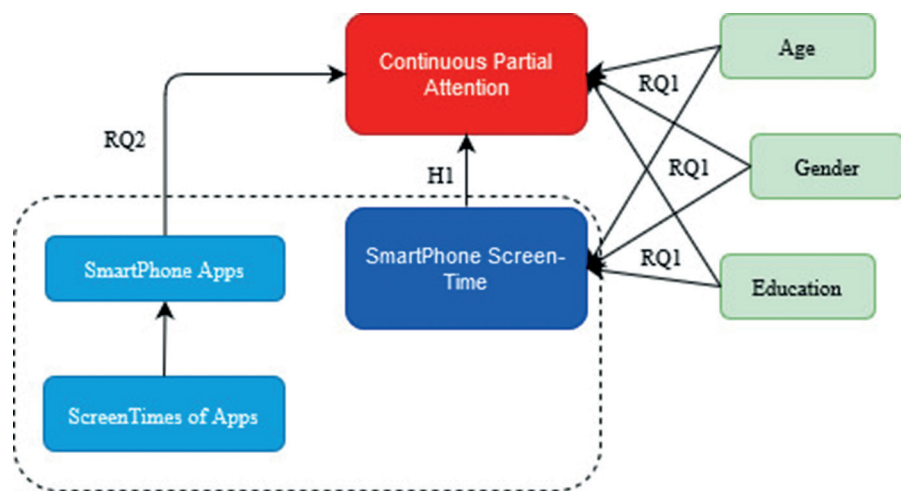 Continuous Partial
Attention
Age
RQ1
RQ2
RQ1
Gender
H1
SmartPhone Apps
SmartPhone Screen-
Time
RQ1
Education
ScreenTimes of Apps